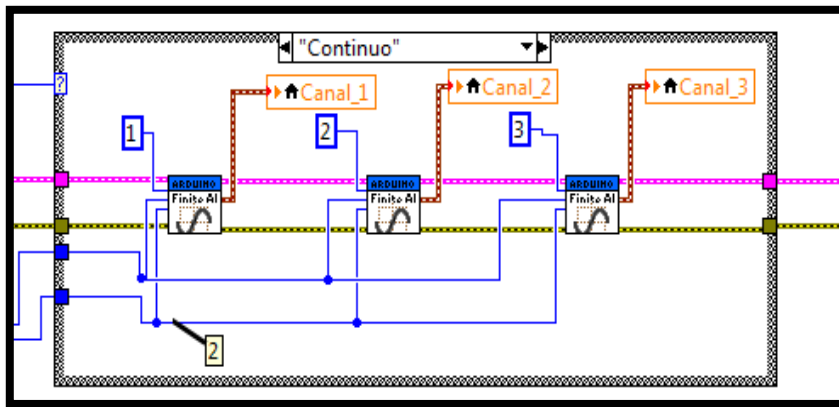 "Continuo"
?
Canal_1
Canal_2
Canal_3
1
2
3
ARDUINO
Finite AI
ARDUINO
Finite AI
ARDUINO
Finite AI
2